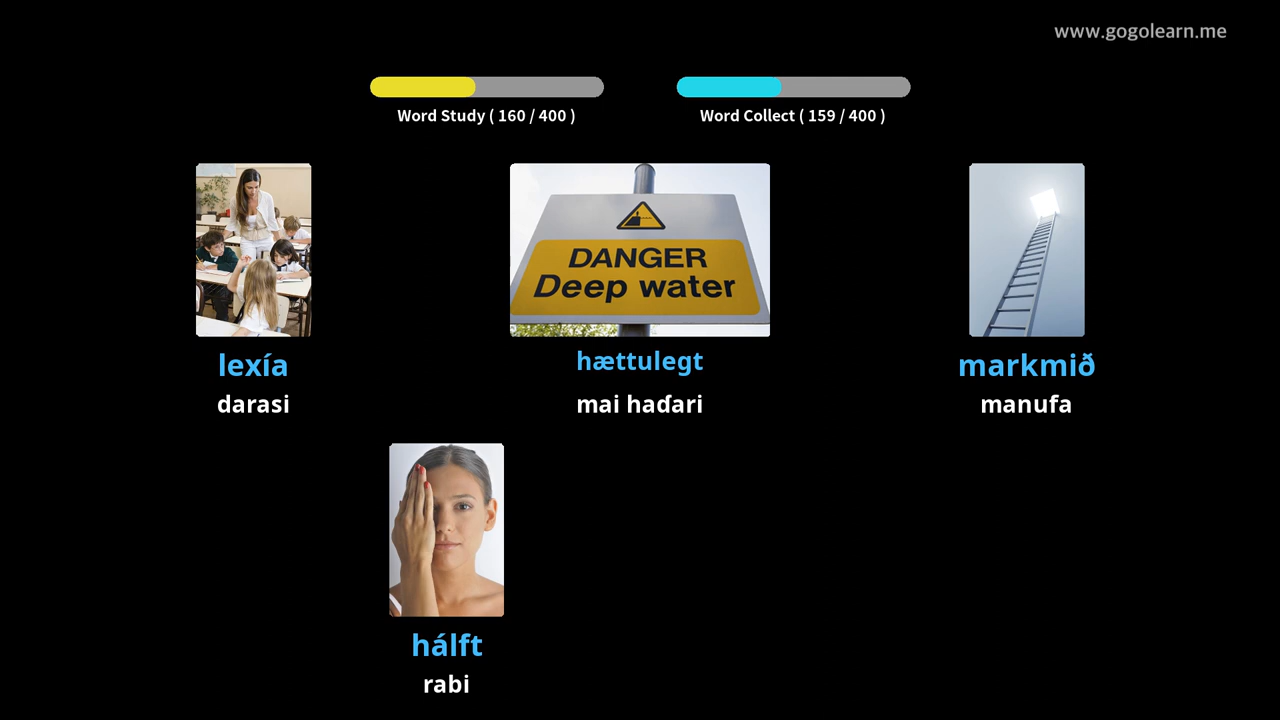 www.gogolearn.me
Word Study ( 160 / 400 )
Word Collect ( 159 / 400 )
DANGER
Deep water
lexía
darasi
hættulegt
mai haɗari
markmið
manufa
hálft
rabi